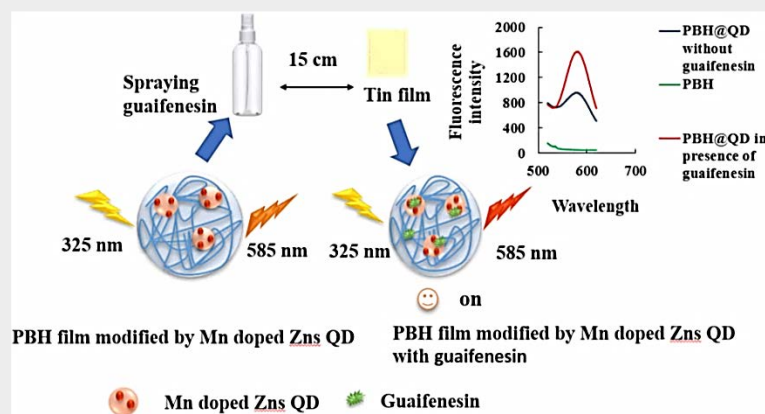 Spraying
guaifenesin
15 cm
Tin film
Fluorescence
intensity
2000
1600
1200
800
400
0
500
600
700
Wavelength
PBH@QD
without
guaifenesin
PBH
PBH@QD in
presence of
guaifenesin
325 nm
585 nm
325 nm
585 nm
on
PBH film modified by Mn doped Zns QD
PBH film modified by Mn doped Zns QD
with guaifenesin
Mn doped Zns QD
Guaifenesin